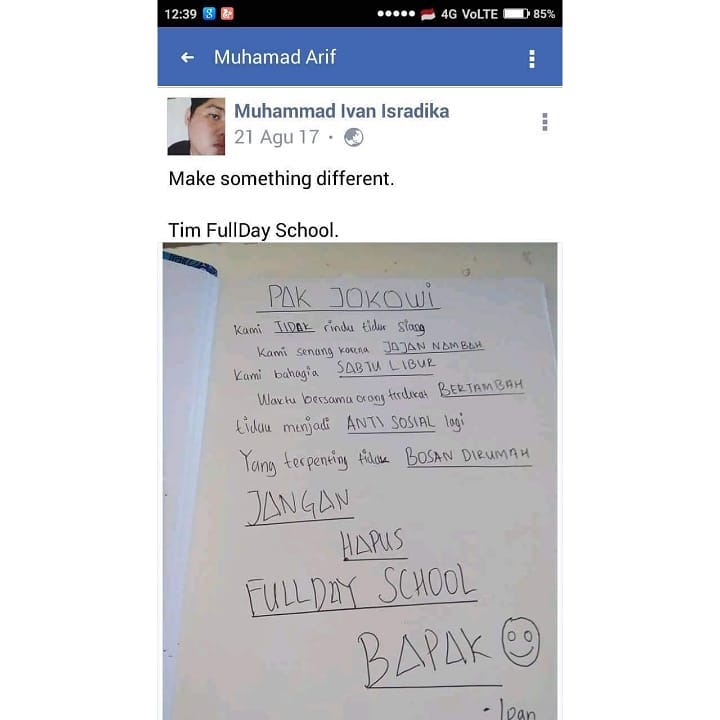 12:39 4G VoLTE 85%
Muhamad Arif
Muhammad Ivan Isradika
21 Agu 17
Make something different.
Tim FullDay School.
PAK JOKOWI
Kami TIDAK rindu tidur siang
Kami senang karena JAJAN NAMBAH
Kami bahagia SABTU LIBUR
Waktu bersama orang terdekat BERTAMBAH
tidak menjadi ANTI SOSIAL lagi
Yang terpenting tidak BOSAN DIRUMAH
JANGAN
HAPUS
FULLDAY SCHOOL
BAPAK
- Ipan